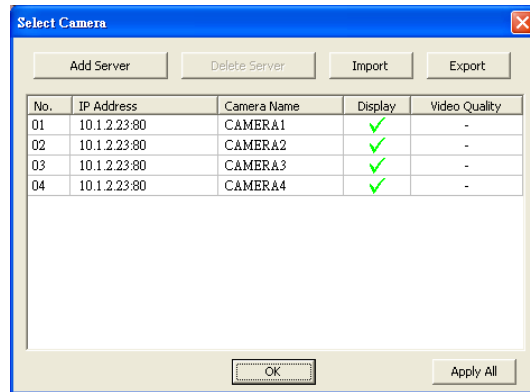 Select Camera
Add Server Delete Server Import Export
No. IP Address Camera Name Display Video Quality
01 10.1.2.23:80 CAMERA1 -
02 10.1.2.23:80 CAMERA2 -
03 10.1.2.23:80 CAMERA3 -
04 10.1.2.23:80 CAMERA4 -
OK Apply All